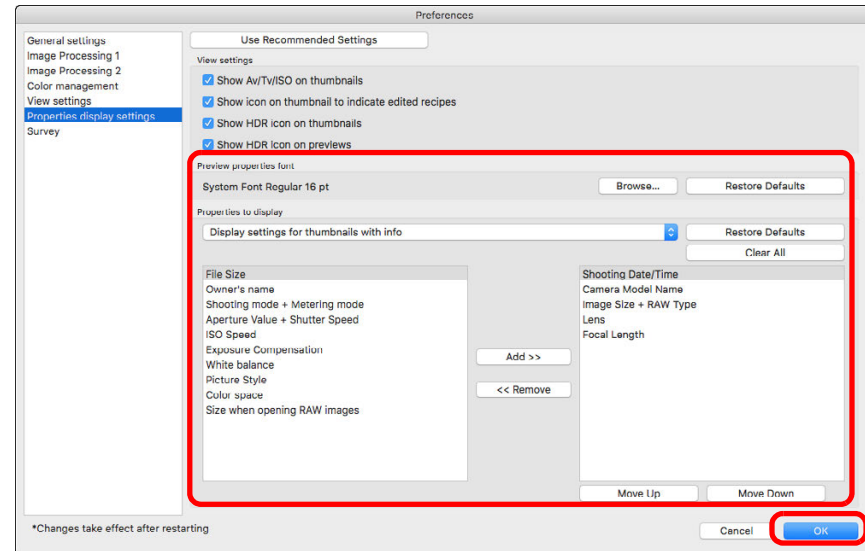 Preferences
General settings
Image Processing 1
Image Processing 2
Color management
View settings
Properties display settings
Survey
Use Recommended Settings
View settings
Show Av/Tv/ISO on thumbnails
Show icon on thumbnail to indicate edited recipes
Show HDR icon on thumbnails
Show HDR icon on previews
Preview properties font
System Font Regular 16 pt
Browse...
Restore Defaults
Properties to display
Display settings for thumbnails with info
Restore Defaults
Clear All
File Size
Owner's name
Shooting mode + Metering mode
Aperture Value + Shutter Speed
ISO Speed
Exposure Compensation
White balance
Picture Style
Color space
Size when opening RAW images
Add >>
<< Remove
Shooting Date/Time
Camera Model Name
Image Size + RAW Type
Lens
Focal Length
Move Up
Move Down
*Changes take effect after restarting
Cancel
OK